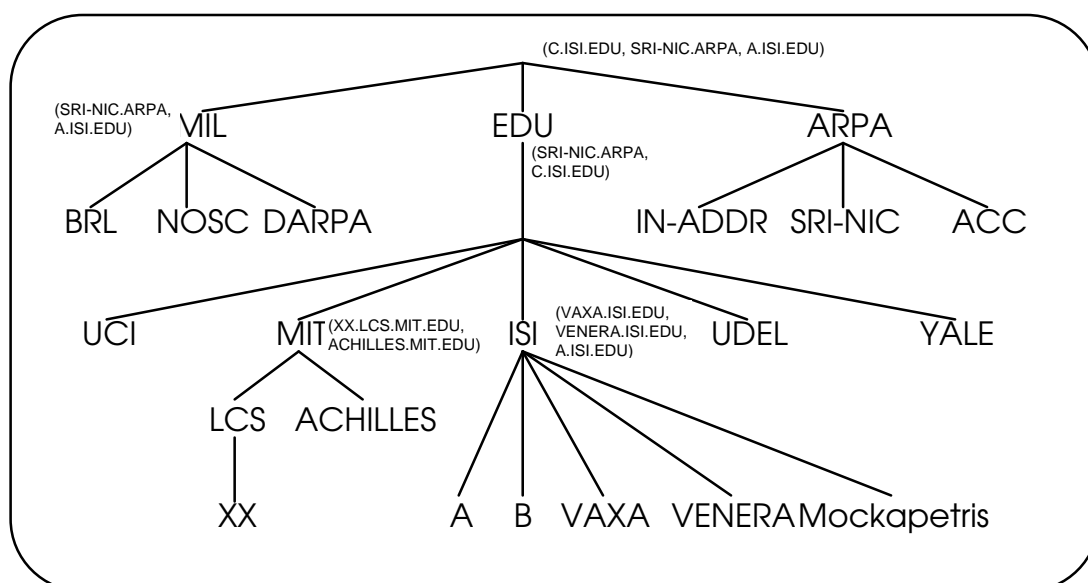 (C.ISI.EDU, SRI-NIC.ARPA, A.ISI.EDU)
(SRI-NIC.ARPA,
A.ISI.EDU)
MIL
EDU
ARPA
(SRI-NIC.ARPA,
C.ISI.EDU)
BRL
NOSC
DARPA
IN-ADDR
SRI-NIC
ACC
UCI
MIT
(XX.LCS.MIT.EDU,
ACHILLES.MIT.EDU)
ISI
(VAXA.ISI.EDU,
VENERA.ISI.EDU,
A.ISI.EDU)
UDEL
YALE
LCS
ACHILLES
XX
A
B
VAXA
VENERA
Mockapetris